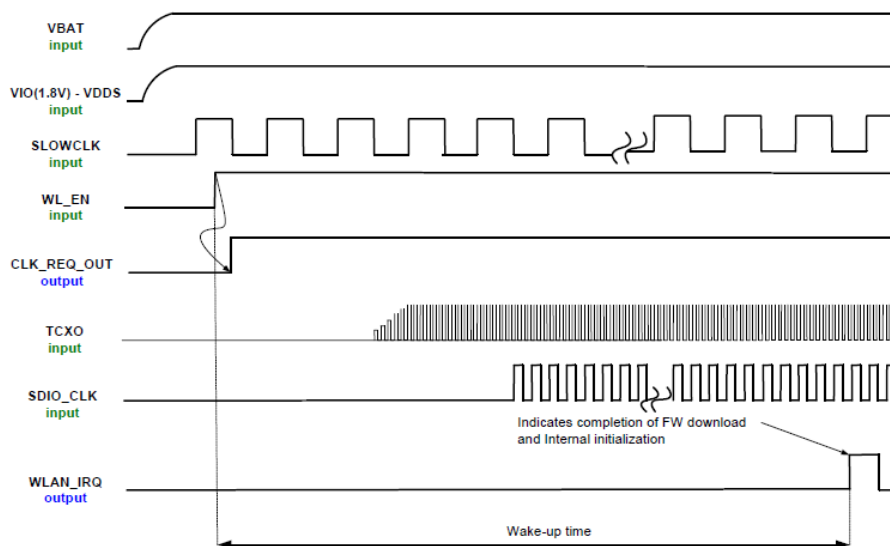 VBAT
input
VIO(1.8V) - VDDS
input
SLOWCLK
input
WL_EN
input
CLK_REQ_OUT
output
TCXO
input
SDIO_CLK
input
Indicates completion of FW download
and Internal initialization
WLAN_IRQ
output
Wake-up time